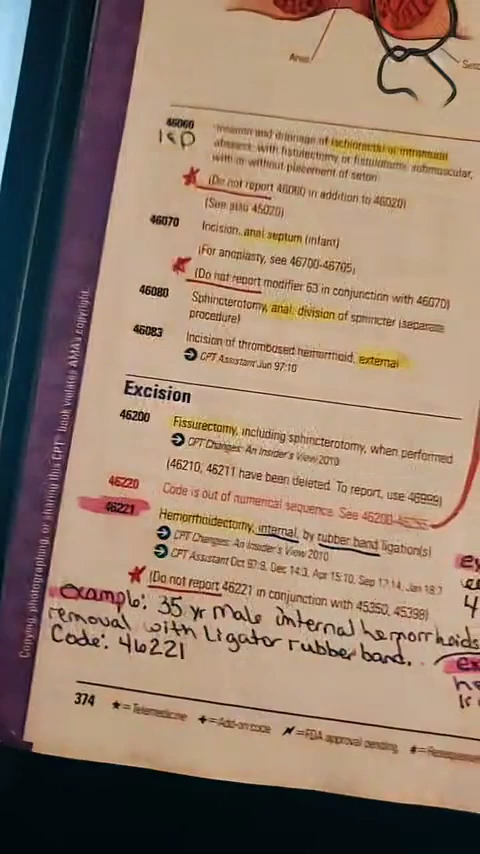 Anus
46060 Incision and drainage of ischiorectal or intramural
I&D abscess, with fistulectomy or fistulotomy, submuscular,
with or without placement of seton
(Do not report 46060 in addition to 46020)
(See also 45020)
46070 Incision, anal septum (infant)
(For anoplasty, see 46700-46705)
(Do not report modifier 63 in conjunction with 46070)
46080 Sphincterotomy, anal, division of sphincter (separate
procedure)
46083 Incision of thrombosed hemorrhoid, external
CPT Assistant Jun 97:10
Excision
46200 Fissurectomy, including sphincterotomy, when performed
CPT Changes: An Insider's View 2010
(46210, 46211 have been deleted. To report, use 46999)
46220 Code is out of numerical sequence. See 46200-46255
46221 Hemorrhoidectomy, internal, by rubber band ligation(s)
CPT Changes: An Insider's View 2010
CPT Assistant Oct 97:8, Dec 14:3, Apr 15:10, Sep 17:14, Jan 18:7
(Do not report 46221 in conjunction with 45350, 45398)
example: 35 yr Male internal hemorrhoids
removal with Ligator rubber band.
Code: 46221
374 ★=Telemedicine +=Add-on code =FDA approval pending #=
Copying, photographing, or sharing this CPT® book violates AMA's copyright.